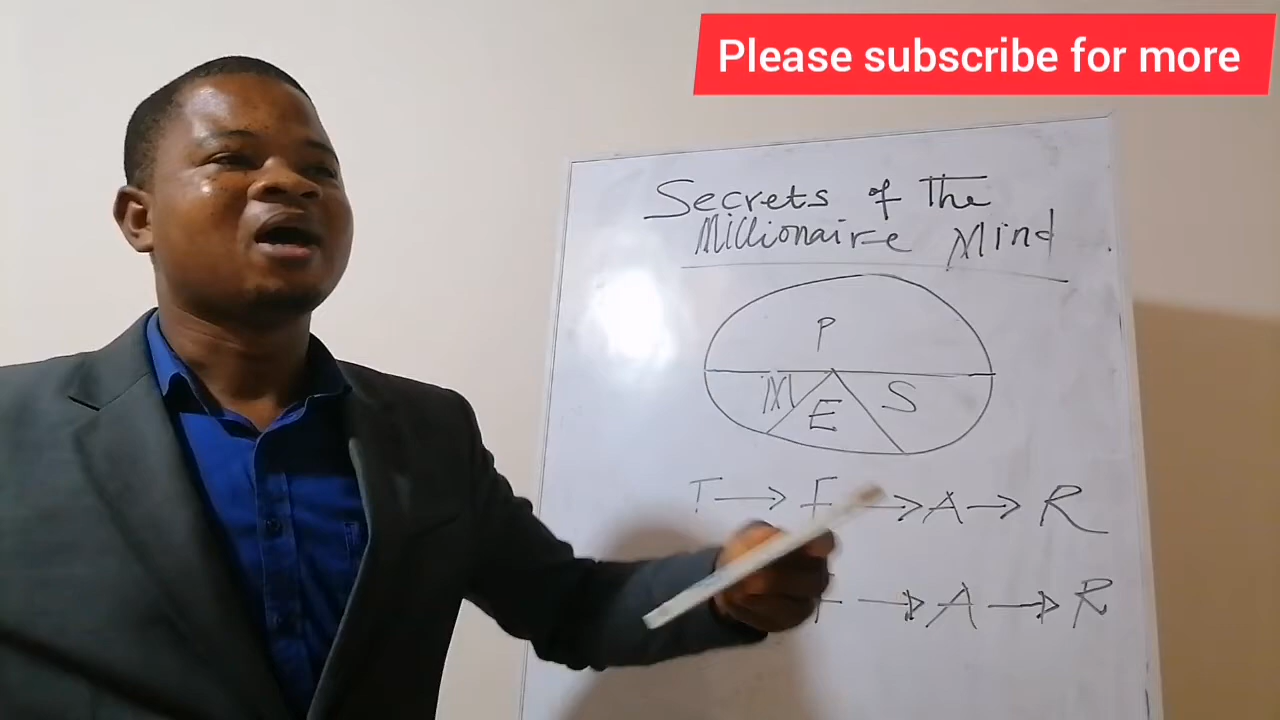 Please subscribe for more
Secrets of The
Millionaire Mind
P
M E S
T → F → A → R
F → A → R